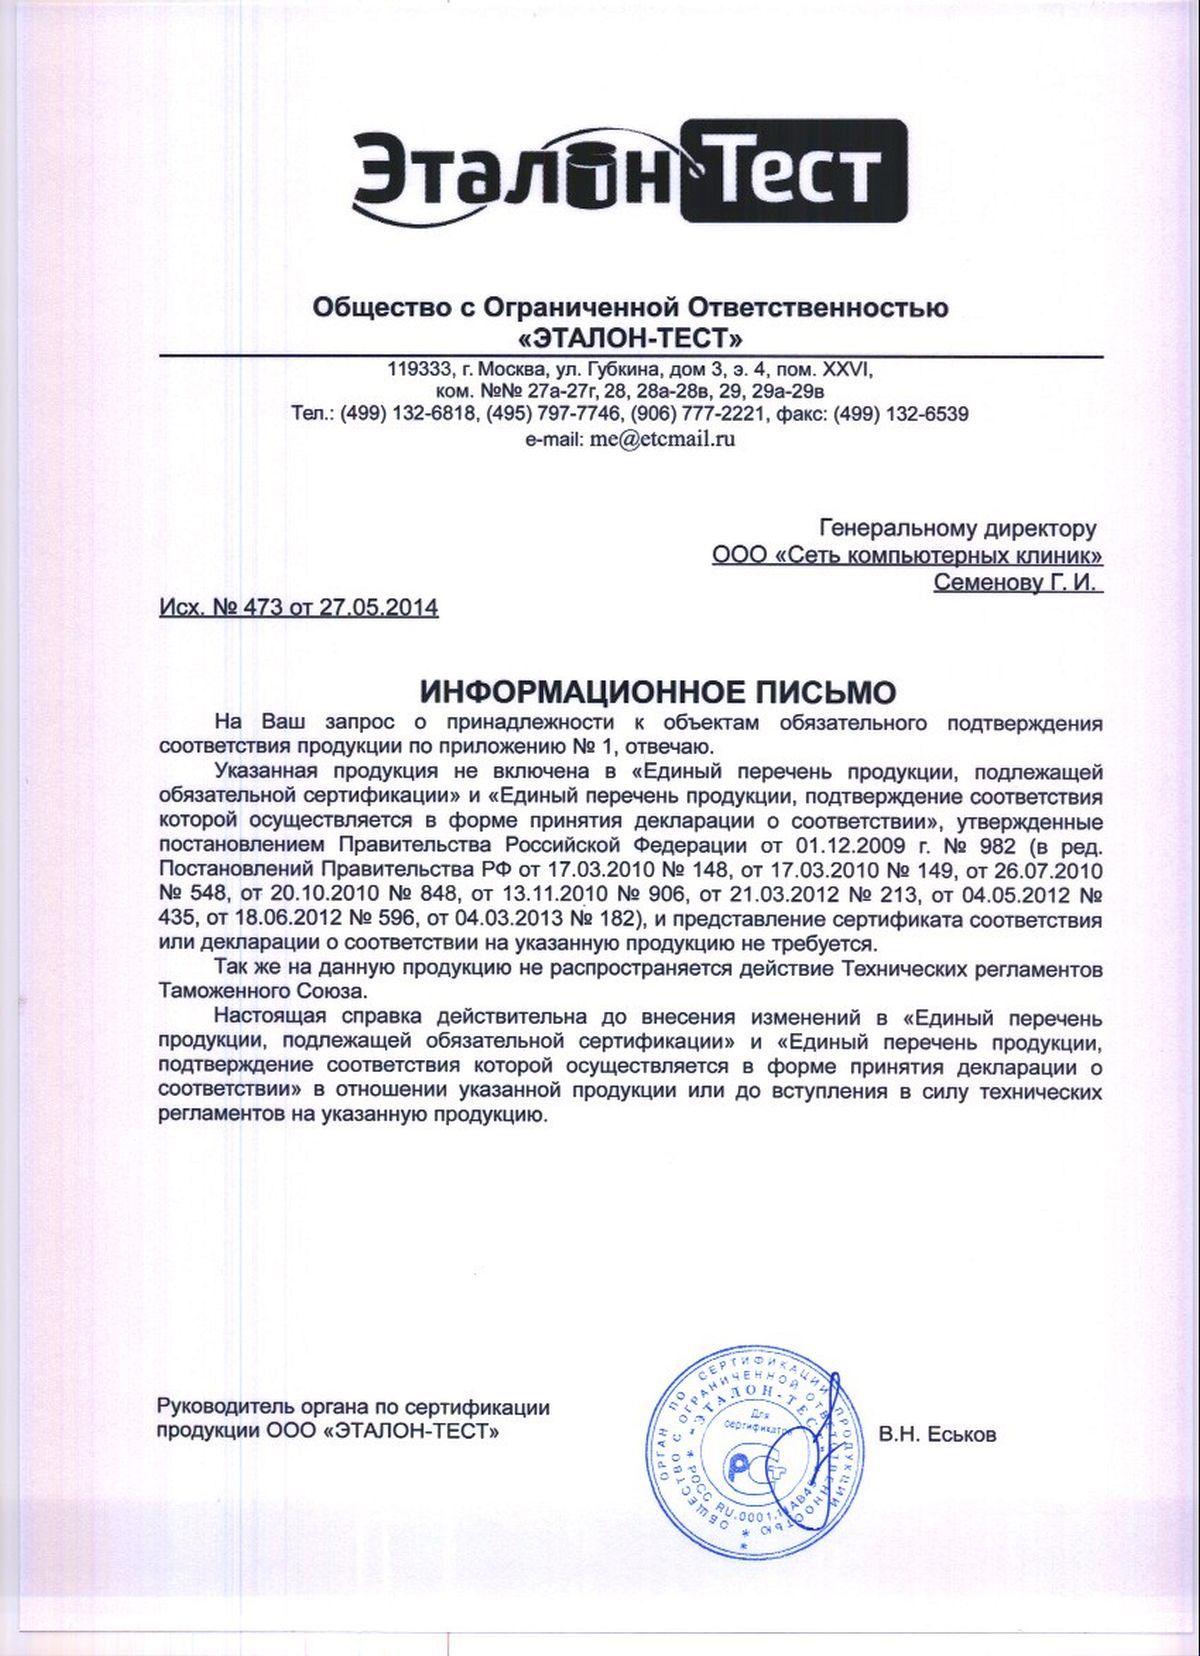 Эталон Тест
Общество с Ограниченной Ответственностью
«ЭТАЛОН-ТЕСТ»
119333, г. Москва, ул. Губкина, дом 3, э. 4, пом. XXVI,
ком. №№ 27а-27г, 28, 28а-28в, 29, 29а-29в
Тел.: (499) 132-6818, (495) 797-7746, (906) 777-2221, факс: (499) 132-6539
e-mail: me@etcmail.ru
Генеральному директору
ООО «Сеть компьютерных клиник»
Семенову Г. И.
Исх. № 473 от 27.05.2014
ИНФОРМАЦИОННОЕ ПИСЬМО
На Ваш запрос о принадлежности к объектам обязательного подтверждения
соответствия продукции по приложению № 1, отвечаю.
Указанная продукция не включена в «Единый перечень продукции, подлежащей
обязательной сертификации» и «Единый перечень продукции, подтверждение соответствия
которой осуществляется в форме принятия декларации о соответствии», утвержденные
постановлением Правительства Российской Федерации от 01.12.2009 г. № 982 (в ред.
Постановлений Правительства РФ от 17.03.2010 № 148, от 17.03.2010 № 149, от 26.07.2010
№ 548, от 20.10.2010 № 848, от 13.11.2010 № 906, от 21.03.2012 № 213, от 04.05.2012 №
435, от 18.06.2012 № 596, от 04.03.2013 № 182), и представление сертификата соответствия
или декларации о соответствии на указанную продукцию не требуется.
Так же на данную продукцию не распространяется действие Технических регламентов
Таможенного Союза.
Настоящая справка действительна до внесения изменений в «Единый перечень
продукции, подлежащей обязательной сертификации» и «Единый перечень продукции,
подтверждение соответствия которой осуществляется в форме принятия декларации о
соответствии» в отношении указанной продукции или до вступления в силу технических
регламентов на указанную продукцию.
Руководитель органа по сертификации
продукции ООО «ЭТАЛОН-ТЕСТ»
ОРГАН ПО СЕРТИФИКАЦИИ ПРОДУКЦИИ
ОБЩЕСТВО С ОГРАНИЧЕННОЙ ОТВЕТСТВЕННОСТЬЮ
«ЭТАЛОН-ТЕСТ»
Для
сертификатов
В.Н. Еськов